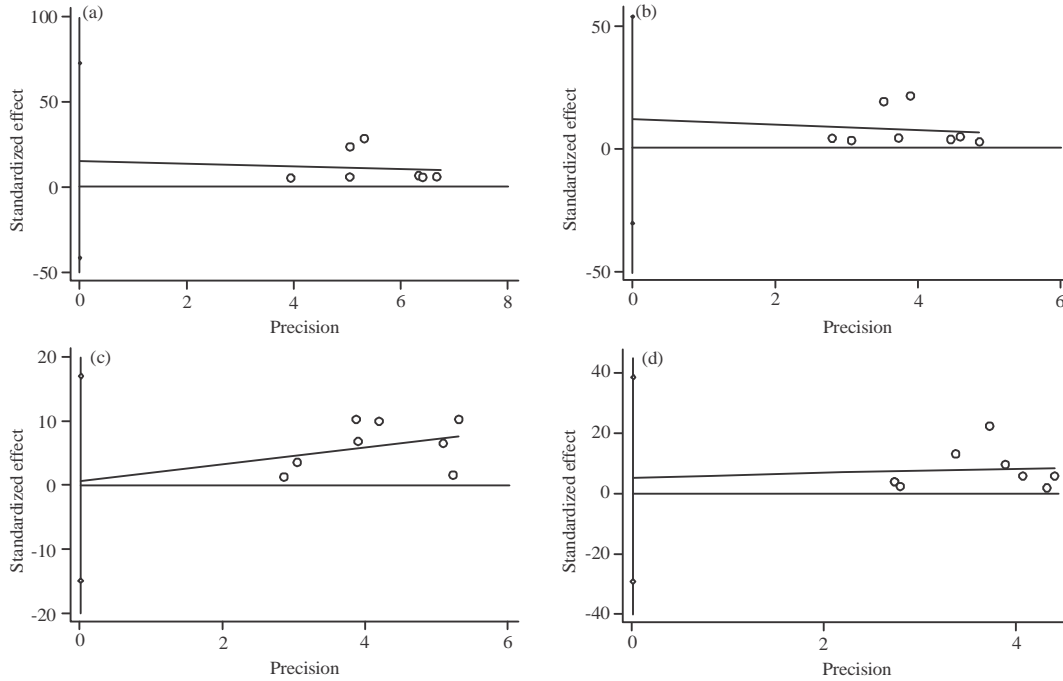 (a)
100
50
0
-50
Standardized effect
0 2 4 6 8
Precision
(b)
50
0
-50
Standardized effect
0 2 4 6
Precision
(c)
20
10
0
-10
-20
Standardized effect
0 2 4 6
Precision
(d)
40
20
0
-20
-40
Standardized effect
0 2 4
Precision